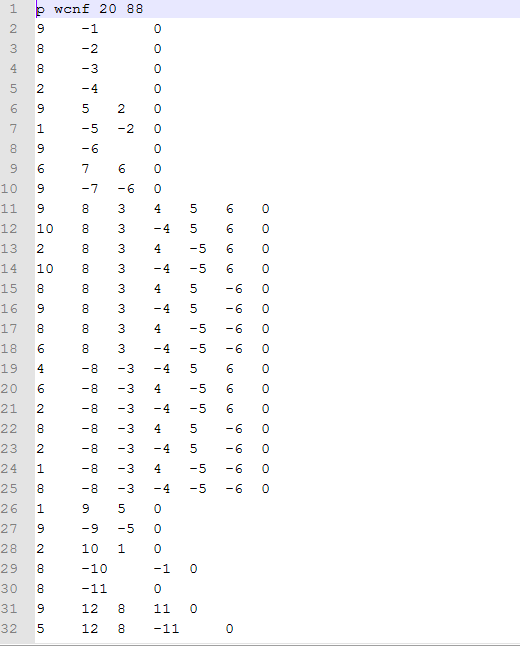 1 p wcnf 20 88
2 9 -1 0
3 8 -2 0
4 8 -3 0
5 2 -4 0
6 9 5 2 0
7 1 -5 -2 0
8 9 -6 0
9 6 7 6 0
10 9 -7 -6 0
11 9 8 3 4 5 6 0
12 10 8 3 -4 5 6 0
13 2 8 3 4 -5 6 0
14 10 8 3 -4 -5 6 0
15 8 8 3 4 5 -6 0
16 9 8 3 -4 5 -6 0
17 8 8 3 4 -5 -6 0
18 6 8 3 -4 -5 -6 0
19 4 -8 -3 -4 5 6 0
20 6 -8 -3 4 -5 6 0
21 2 -8 -3 -4 -5 6 0
22 8 -8 -3 4 5 -6 0
23 2 -8 -3 -4 5 -6 0
24 1 -8 -3 4 -5 -6 0
25 8 -8 -3 -4 -5 -6 0
26 1 9 5 0
27 9 -9 -5 0
28 2 10 1 0
29 8 -10 -1 0
30 8 -11 0
31 9 12 8 11 0
32 5 12 8 -11 0